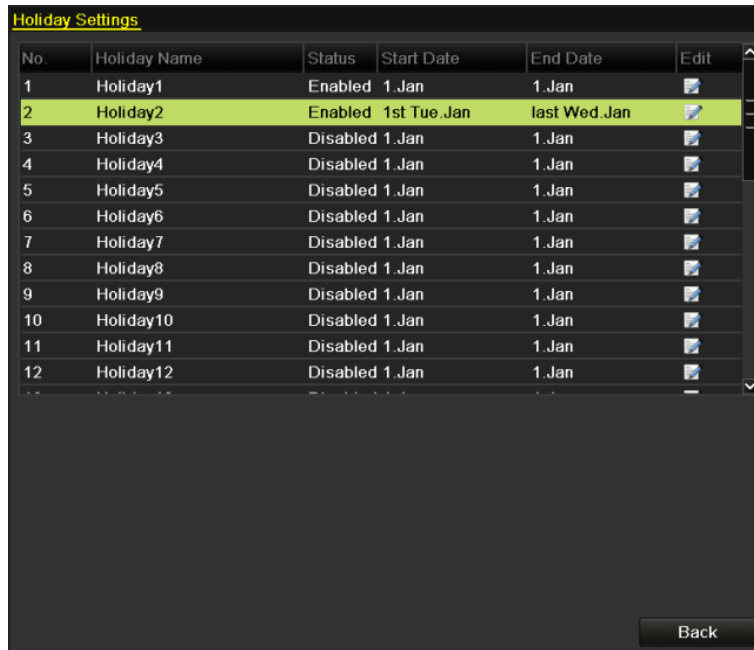 Holiday Settings
No. Holiday Name Status Start Date End Date Edit
1 Holiday1 Enabled 1.Jan 1.Jan
2 Holiday2 Enabled 1st Tue.Jan last Wed.Jan
3 Holiday3 Disabled 1.Jan 1.Jan
4 Holiday4 Disabled 1.Jan 1.Jan
5 Holiday5 Disabled 1.Jan 1.Jan
6 Holiday6 Disabled 1.Jan 1.Jan
7 Holiday7 Disabled 1.Jan 1.Jan
8 Holiday8 Disabled 1.Jan 1.Jan
9 Holiday9 Disabled 1.Jan 1.Jan
10 Holiday10 Disabled 1.Jan 1.Jan
11 Holiday11 Disabled 1.Jan 1.Jan
12 Holiday12 Disabled 1.Jan 1.Jan
Back